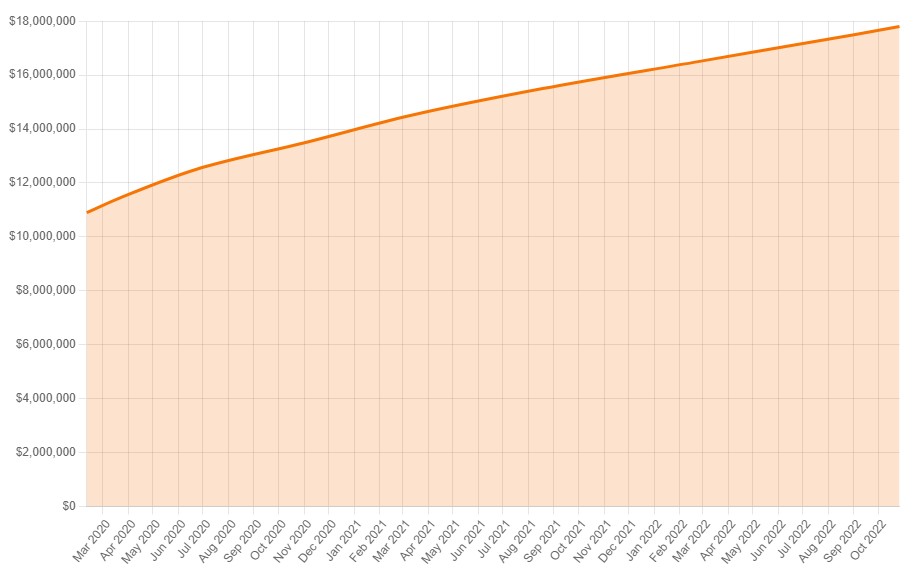 $18,000,000
$16,000,000
$14,000,000
$12,000,000
$10,000,000
$8,000,000
$6,000,000
$4,000,000
$2,000,000
$0
Mar 2020
Apr 2020
May 2020
Jun 2020
Jul 2020
Aug 2020
Sep 2020
Oct 2020
Nov 2020
Dec 2020
Jan 2021
Feb 2021
Mar 2021
Apr 2021
May 2021
Jun 2021
Jul 2021
Aug 2021
Sep 2021
Oct 2021
Nov 2021
Dec 2021
Jan 2022
Feb 2022
Mar 2022
Apr 2022
May 2022
Jun 2022
Jul 2022
Aug 2022
Sep 2022
Oct 2022